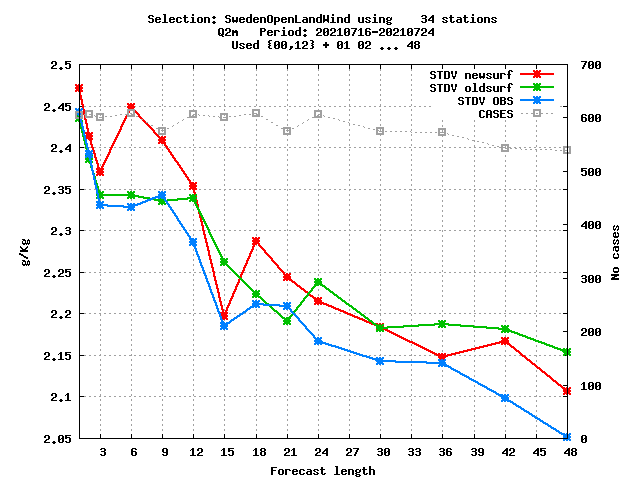 Selection: SwedenOpenLandWind using    34 stations
Q2m   Period: 20210716-20210724
Used {00,12} + 01 02 ... 48
STDV newsurf
STDV oldsurf
STDV OBS
CASES
2,5
2,45
2,4
2,35
2,3
2,25
2,2
2,15
2,1
2,05
g/Kg
700
600
500
400
300
200
100
0
No cases
3 6 9 12 15 18 21 24 27 30 33 36 39 42 45 48
Forecast length